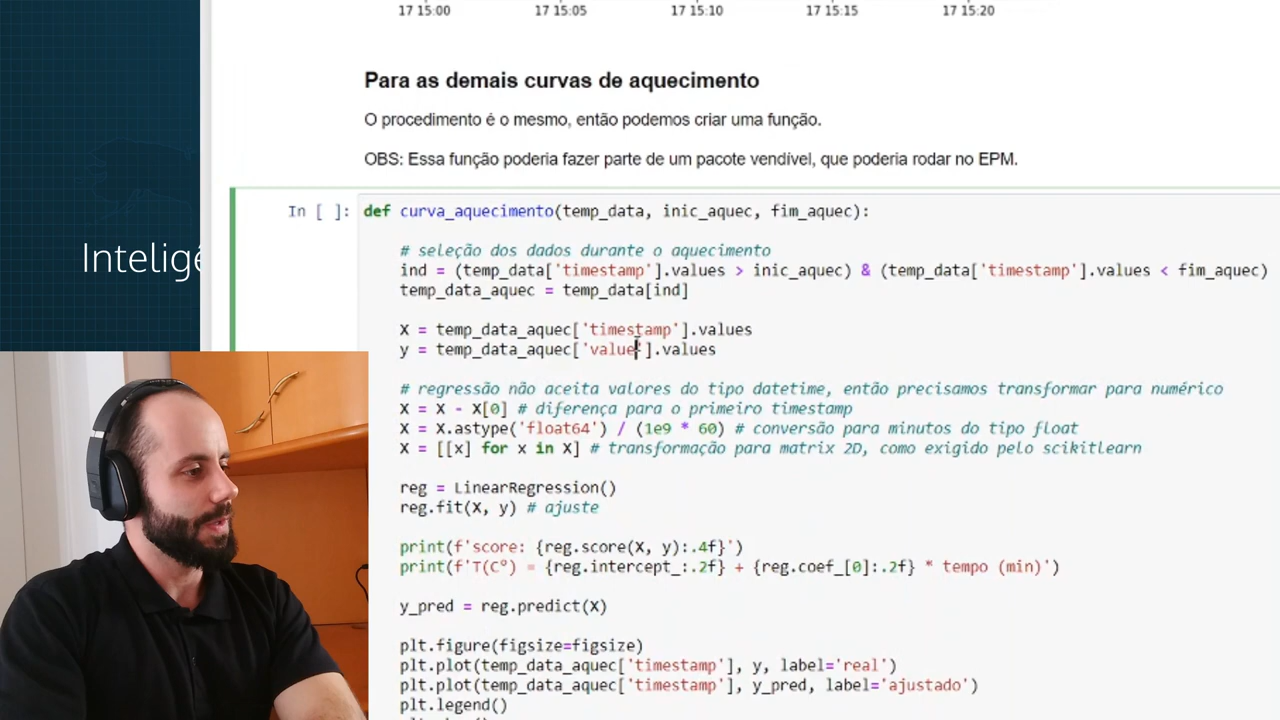 17 15:00 17 15:05 17 15:10 17 15:15 17 15:20
Para as demais curvas de aquecimento
O procedimento é o mesmo, então podemos criar uma função.
OBS: Essa função poderia fazer parte de um pacote vendível, que poderia rodar no EPM.
Inteligê
In [ ]: def curva_aquecimento(temp_data, inic_aquec, fim_aquec):
# seleção dos dados durante o aquecimento
ind = (temp_data['timestamp'].values > inic_aquec) & (temp_data['timestamp'].values < fim_aquec)
temp_data_aquec = temp_data[ind]
X = temp_data_aquec['timestamp'].values
y = temp_data_aquec['value'].values
# regressão não aceita valores do tipo datetime, então precisamos transformar para numérico
X = X - X[0] # diferença para o primeiro timestamp
X = X.astype('float64') / (1e9 * 60) # conversão para minutos do tipo float
X = [[x] for x in X] # transformação para matrix 2D, como exigido pelo scikitlearn
reg = LinearRegression()
reg.fit(X, y) # ajuste
print(f'score: {reg.score(X, y):.4f}')
print(f'T(Cº) = {reg.intercept_:.2f} + {reg.coef_[0]:.2f} * tempo (min)')
y_pred = reg.predict(X)
plt.figure(figsize=figsize)
plt.plot(temp_data_aquec['timestamp'], y, label='real')
plt.plot(temp_data_aquec['timestamp'], y_pred, label='ajustado')
plt.legend()